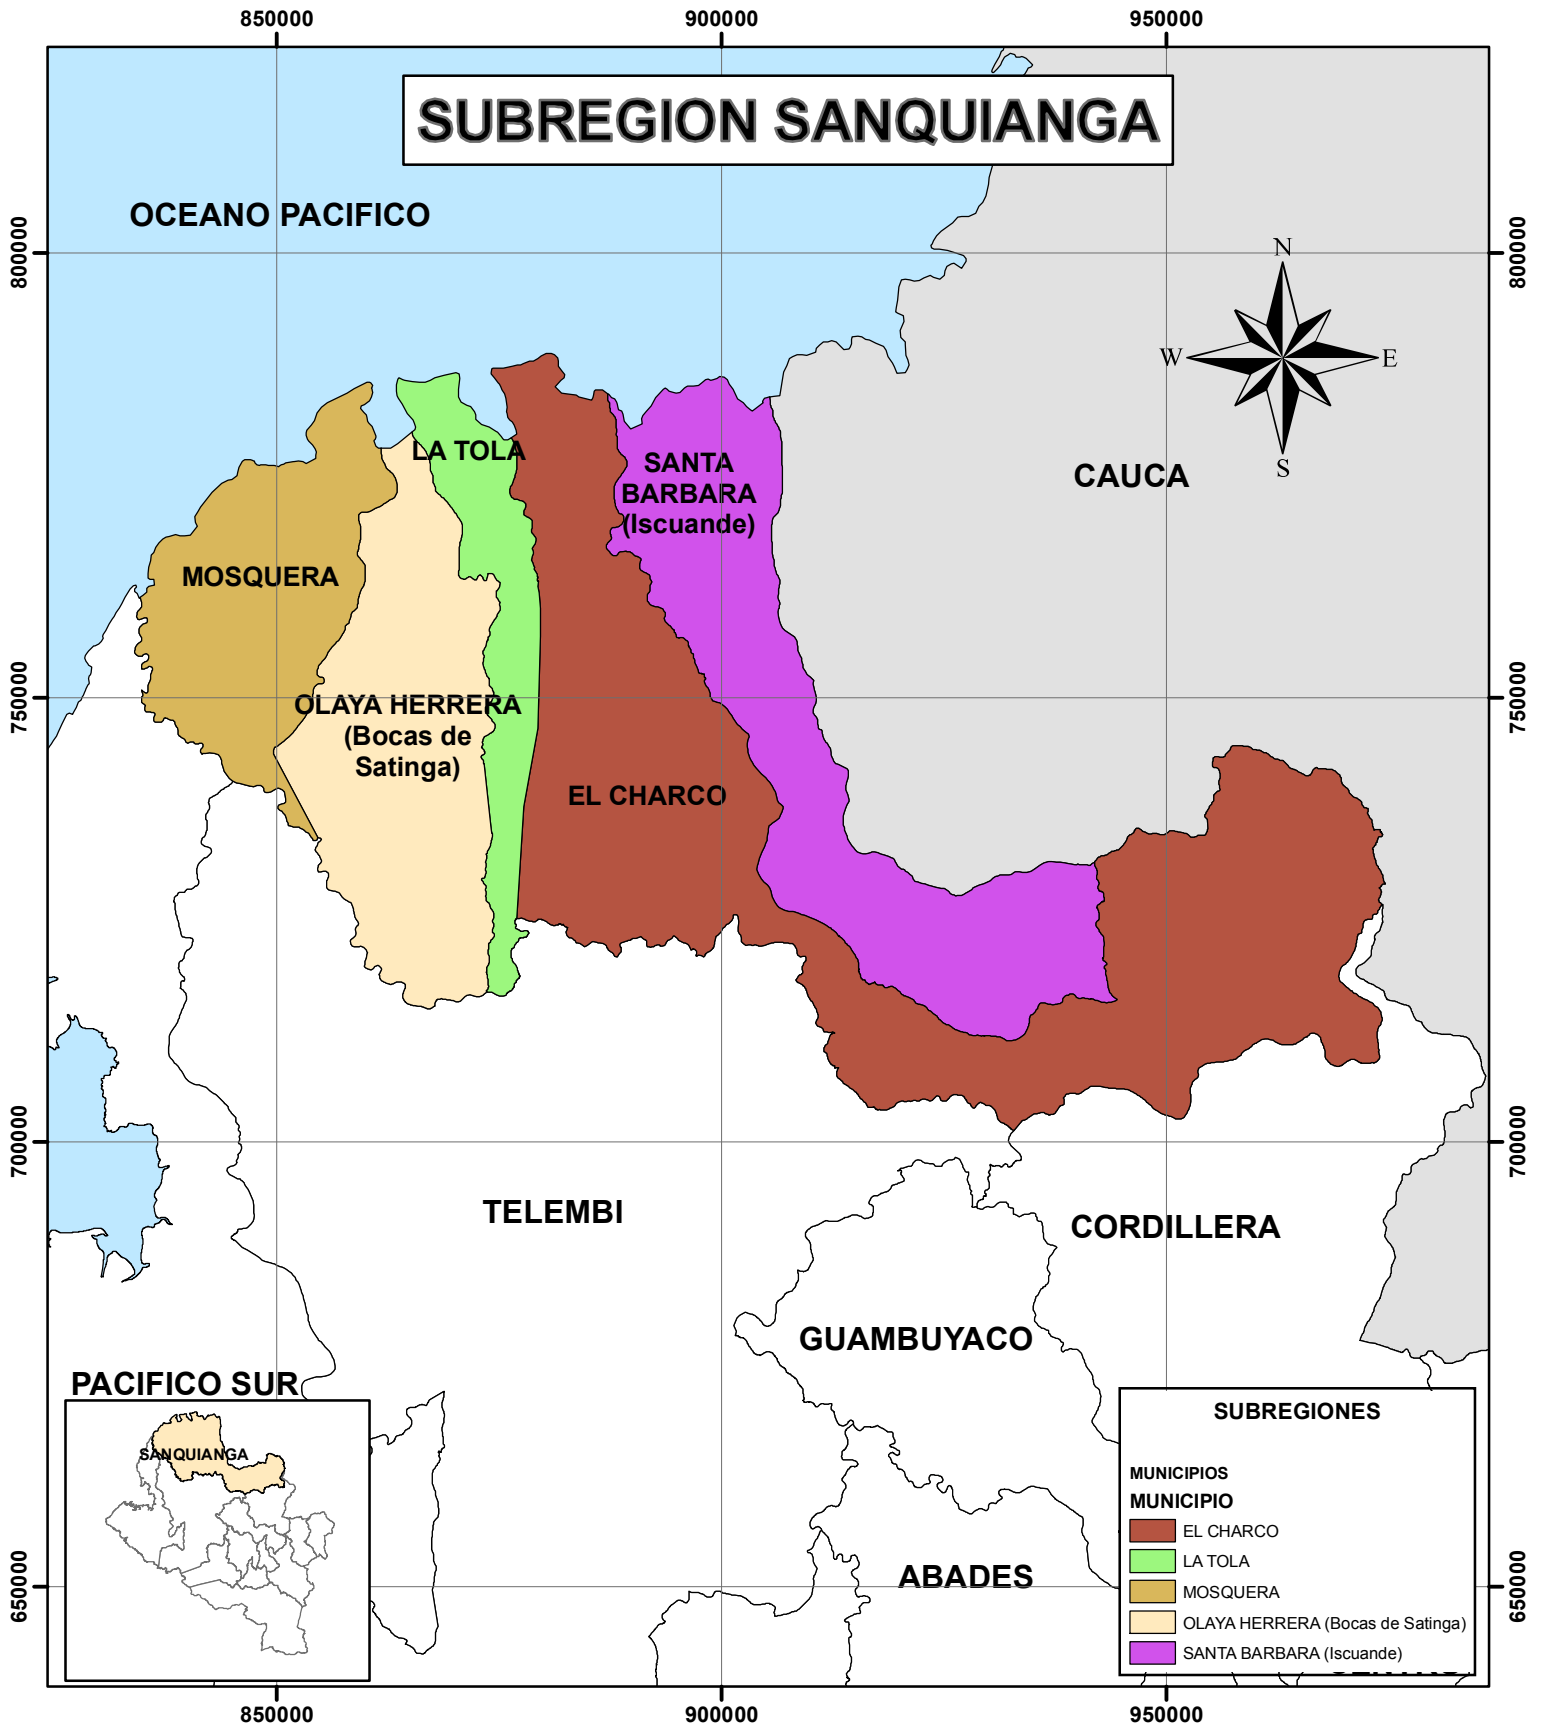 850000
900000
950000
SUBREGION SANQUIANGA
OCEANO PACIFICO
800000
800000
N
W
E
S
LA TOLA
SANTA
BARBARA
(Iscuande)
CAUCA
MOSQUERA
750000
750000
OLAYA HERRERA
(Bocas de
Satinga)
EL CHARCO
700000
700000
TELEMBI
CORDILLERA
GUAMBUYACO
PACIFICO SUR
SANQUIANGA
ABADES
650000
650000
SUBREGIONES
MUNICIPIOS
MUNICIPIO
EL CHARCO
LA TOLA
MOSQUERA
OLAYA HERRERA (Bocas de Satinga)
SANTA BARBARA (Iscuande)
850000
900000
950000